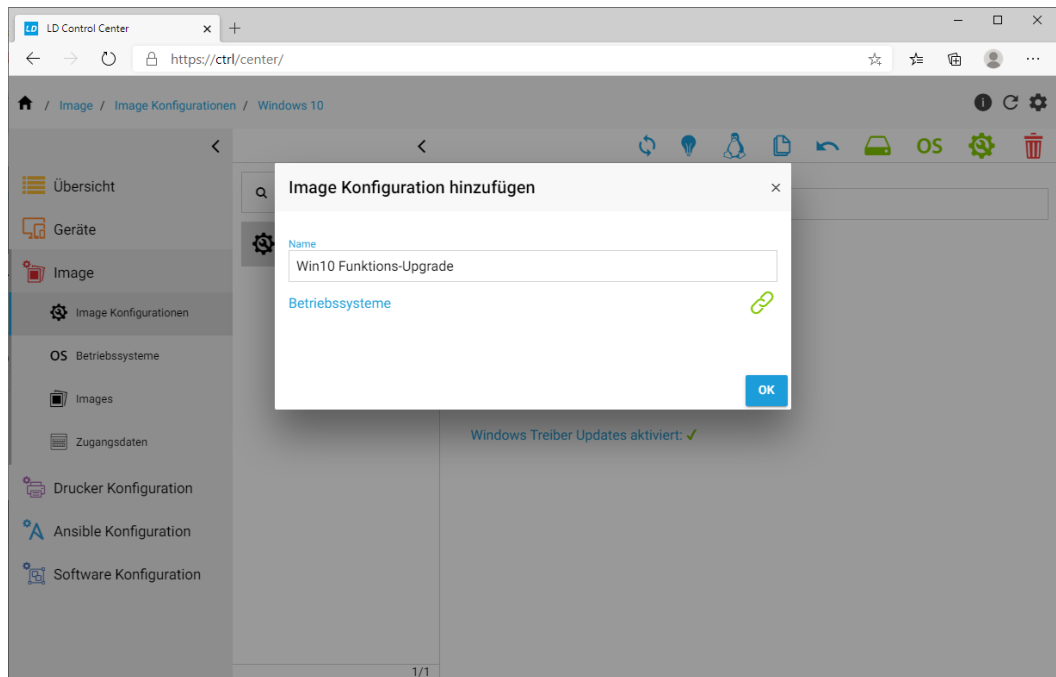 LD LD Control Center
https://ctrl/center/
/ Image / Image Konfigurationen / Windows 10
OS
Übersicht
Geräte
Image
Image Konfigurationen
OS Betriebssysteme
Images
Zugangsdaten
Drucker Konfiguration
Ansible Konfiguration
Software Konfiguration
Image Konfiguration hinzufügen
Name
Win10 Funktions-Upgrade
Betriebssysteme
OK
Windows Treiber Updates aktiviert: ✓
1/1